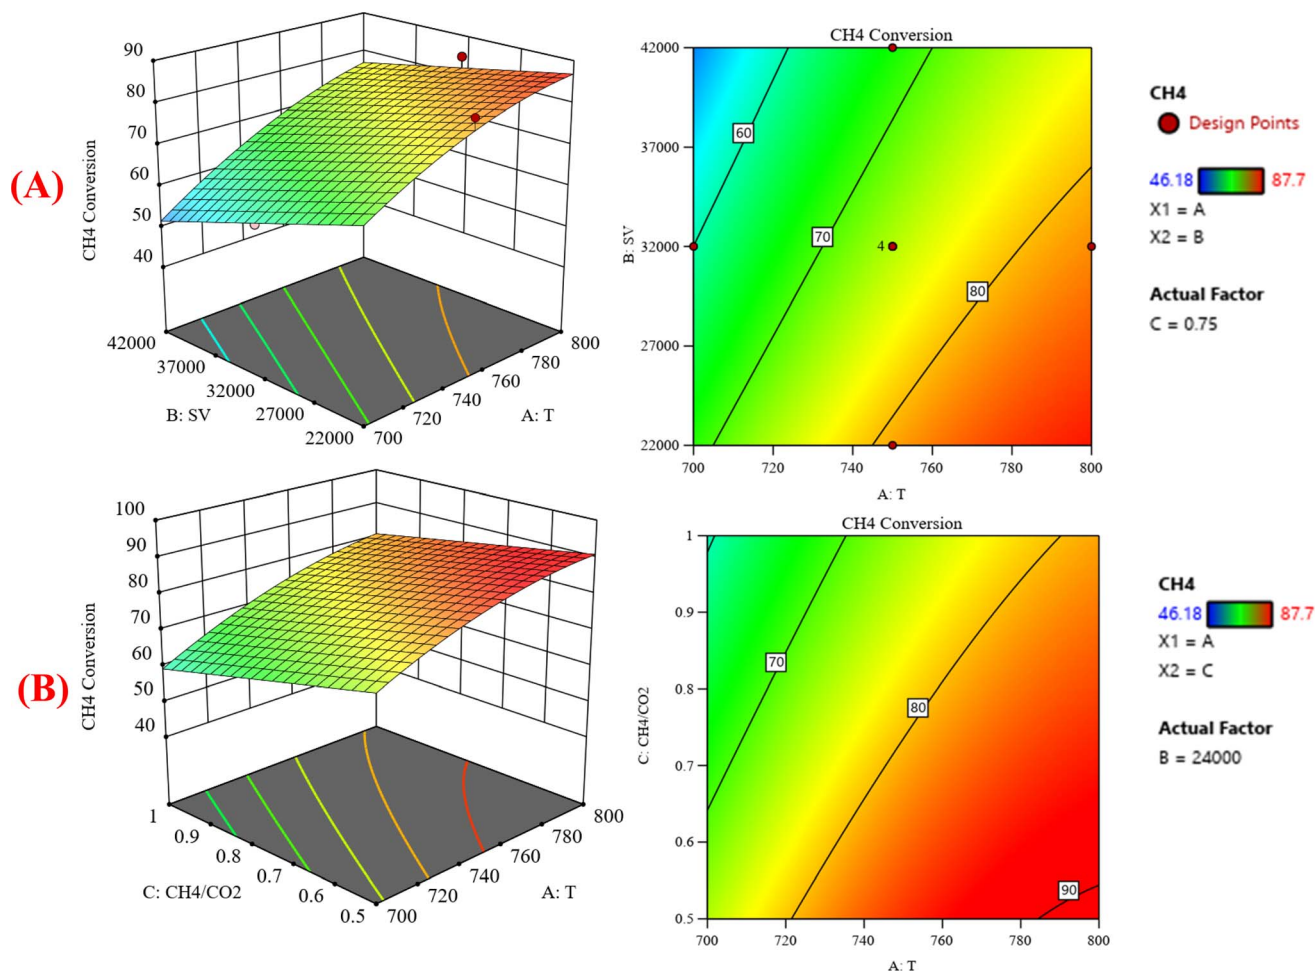 (A)
CH4 Conversion
90
80
70
60
50
40
42000
37000
32000
27000
22000
B: SV
700
720
740
760
780
800
A: T
CH4 Conversion
42000
37000
32000
27000
22000
B: SV
60
70
4
80
700
720
740
760
780
800
A: T
CH4
Design Points
46.18 87.7
X1 = A
X2 = B
Actual Factor
C = 0.75
(B)
CH4 Conversion
100
90
80
70
60
50
40
1
0.9
0.8
0.7
0.6
0.5
C: CH4/CO2
700
720
740
760
780
800
A: T
CH4 Conversion
1
0.9
0.8
0.7
0.6
0.5
C: CH4/CO2
70
80
90
700
720
740
760
780
800
A: T
CH4
46.18 87.7
X1 = A
X2 = C
Actual Factor
B = 24000